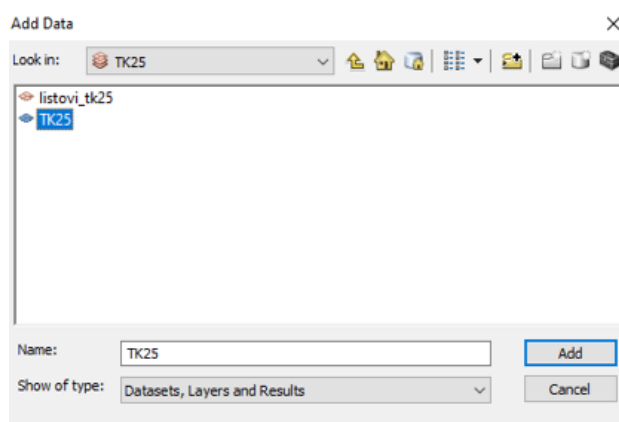 Add Data
Look in: TK25
listovi_tk25
TK25
Name: TK25 Add
Show of type: Datasets, Layers and Results Cancel